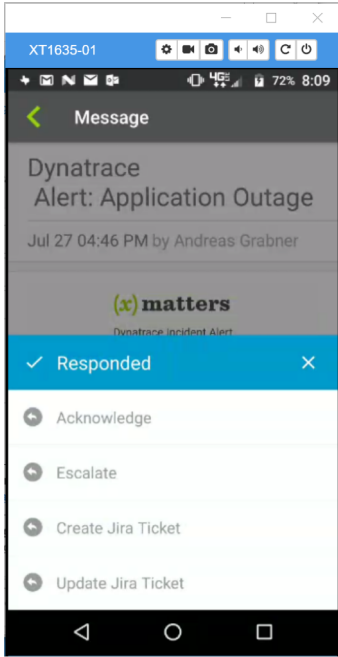 XT1635-01
4G 72% 8:09
Message
Dynatrace
Alert: Application Outage
Jul 27 04:46 PM by Andreas Grabner
(x) matters
Dynatrace Incident Alert
Responded
Acknowledge
Escalate
Create Jira Ticket
Update Jira Ticket